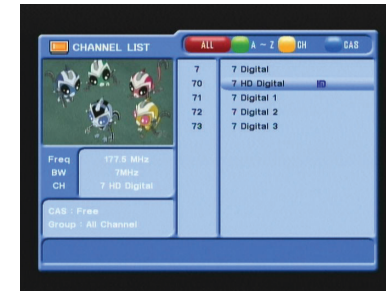 CHANNEL LIST
ALL A ~ Z CH CAS
7 7 Digital
70 7 HD Digital
71 7 Digital 1
72 7 Digital 2
73 7 Digital 3
Freq 177.5 MHz
BW 7MHz
CH 7 HD Digital
CAS : Free
Group : All Channel